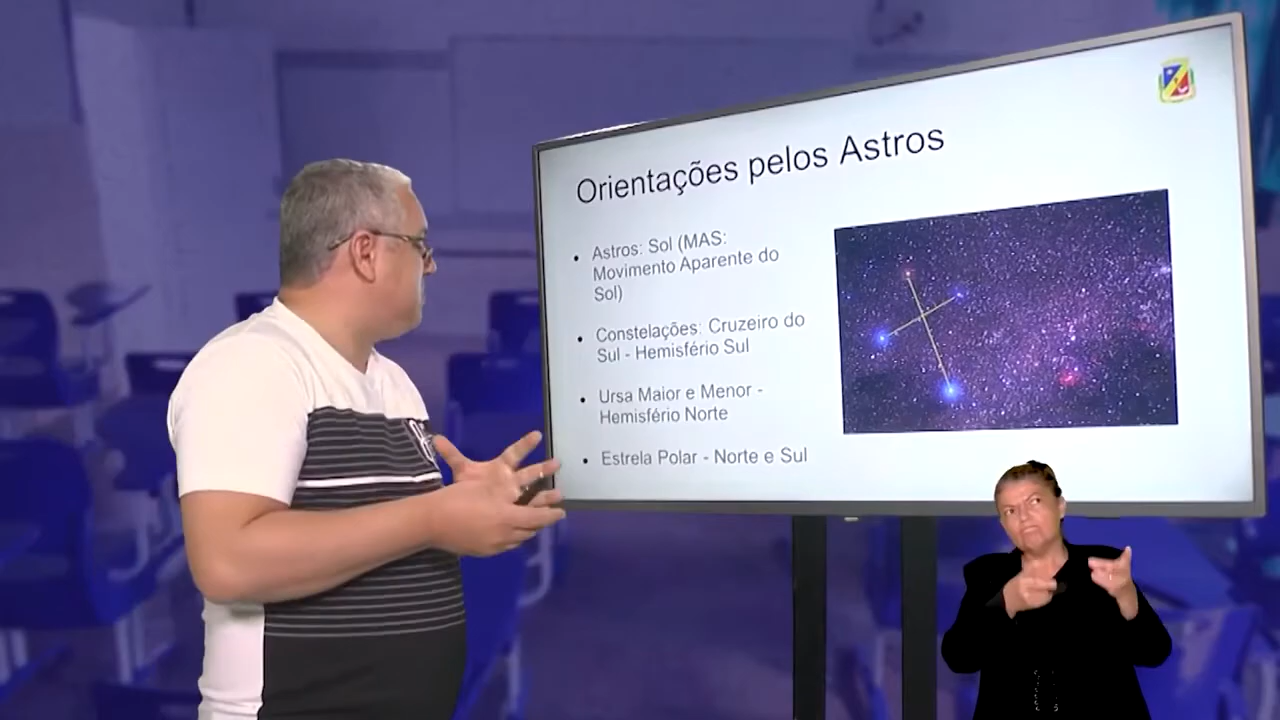 Orientações pelos Astros
Astros: Sol (MAS:
Movimento Aparente do
Sol)
Constelações: Cruzeiro do
Sul - Hemisfério Sul
Ursa Maior e Menor -
Hemisfério Norte
Estrela Polar - Norte e Sul